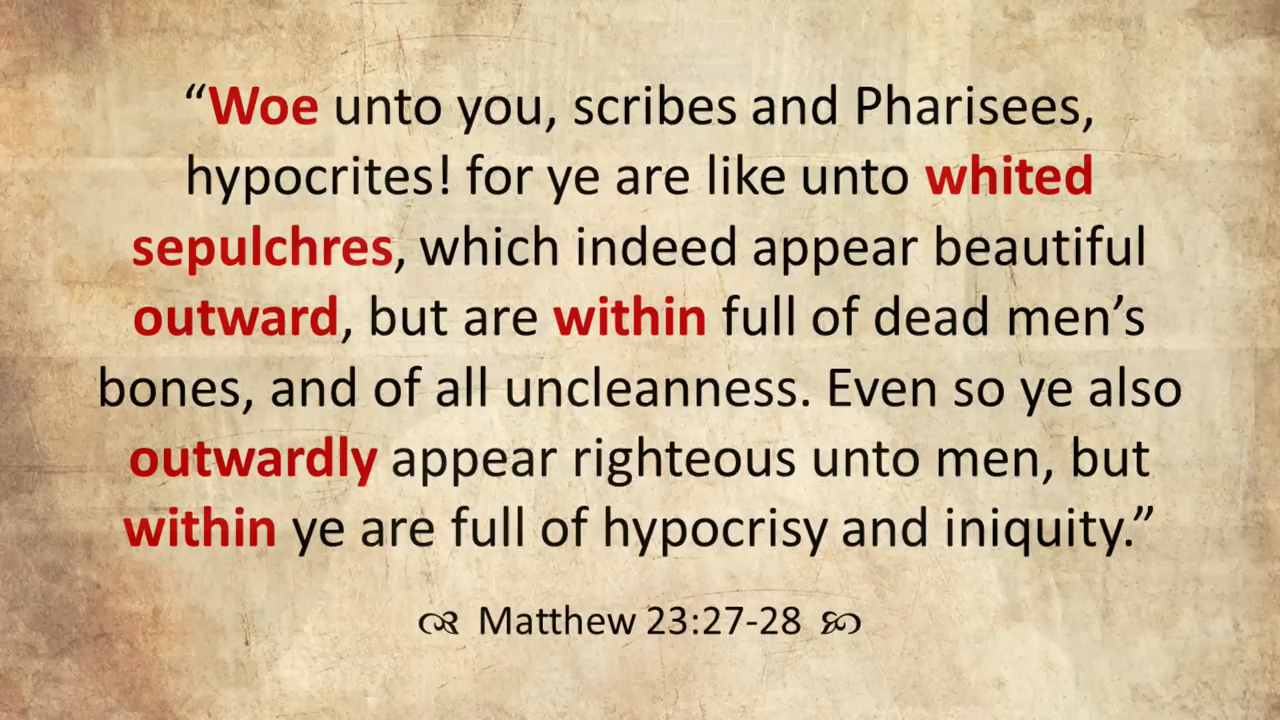 “Woe unto you, scribes and Pharisees,
hypocrites! for ye are like unto whited
sepulchres, which indeed appear beautiful
outward, but are within full of dead men’s
bones, and of all uncleanness. Even so ye also
outwardly appear righteous unto men, but
within ye are full of hypocrisy and iniquity.”
Matthew 23:27-28